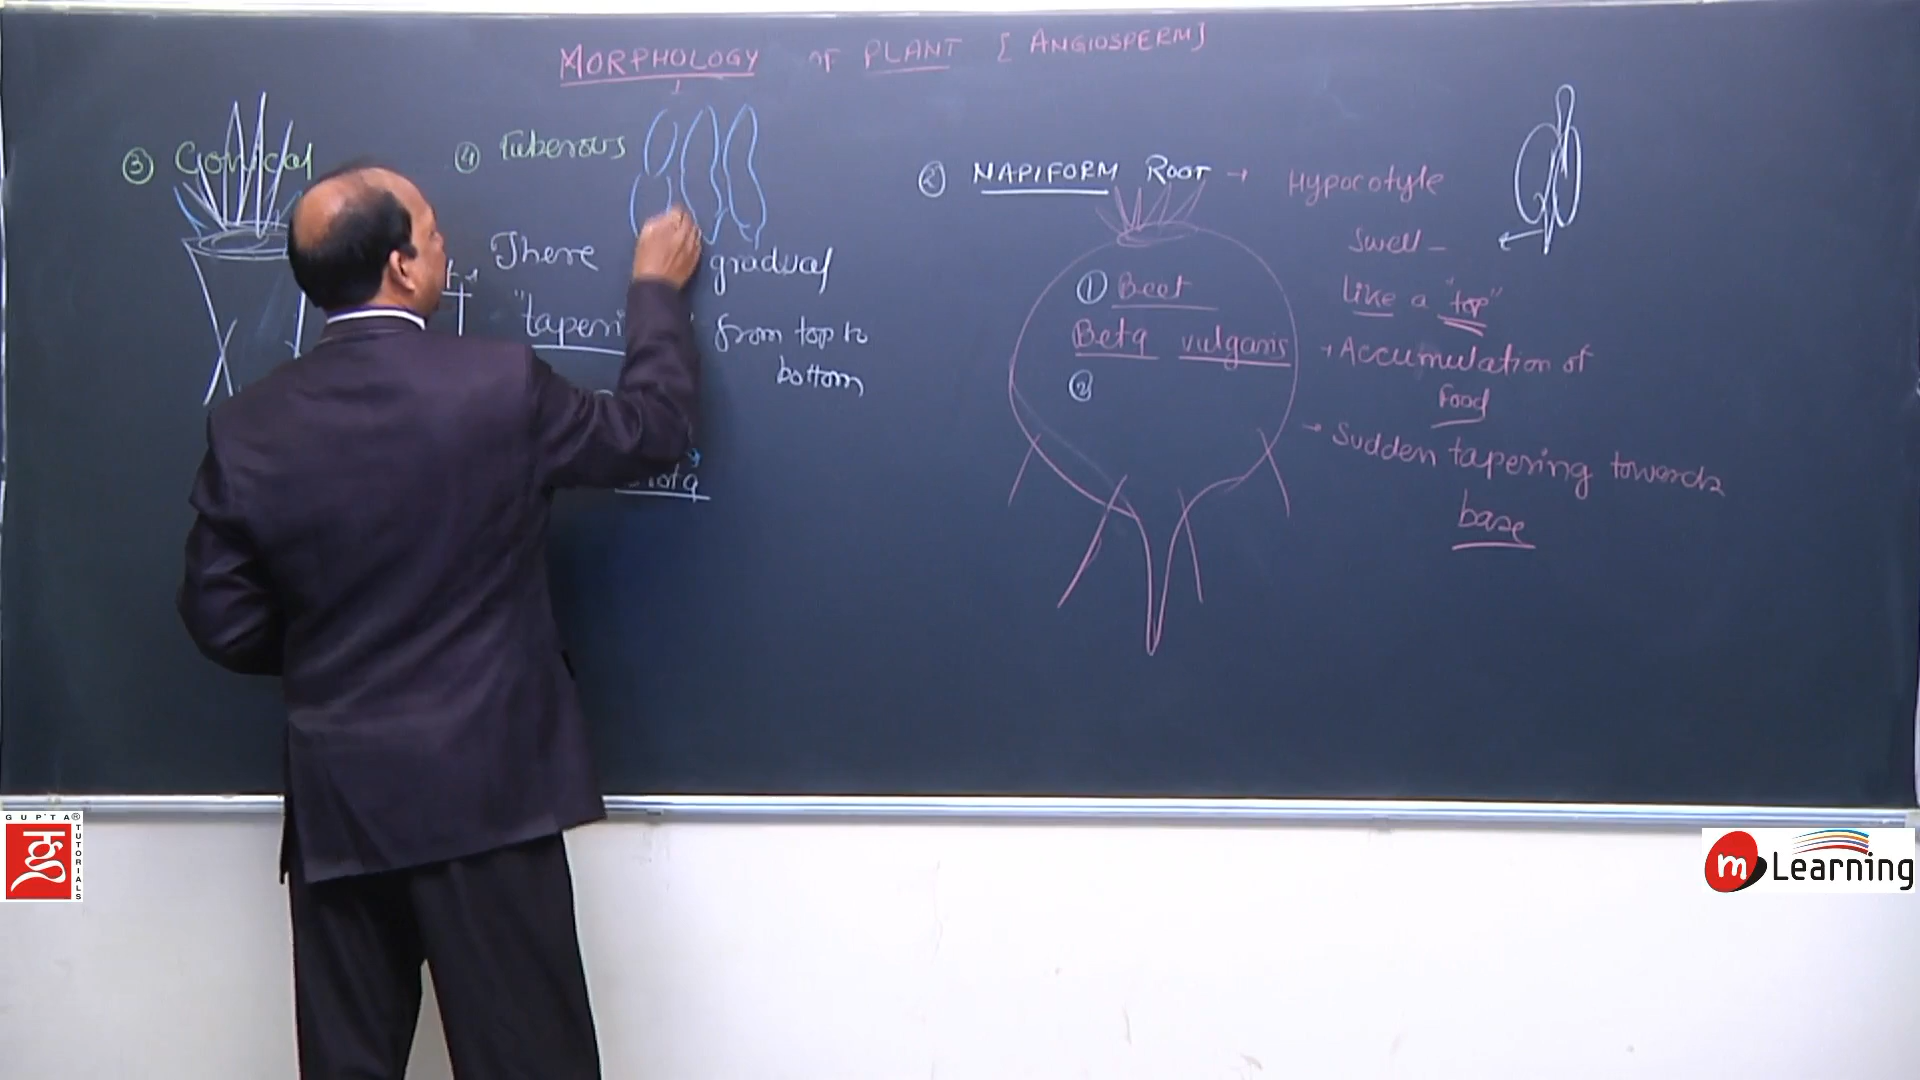 MORPHOLOGY OF PLANT [ANGIOSPERM]
③ Conical
④ Tuberous
There gradual
from top to
bottom
② NAPIFORM ROOT → Hypocotyle
Swell -
Like a "top"
→ Accumulation of
Food
→ Sudden tapering towards
base
① Beet
Beta vulgaris
②
GUPTA®
TUTORIALS
m Learning